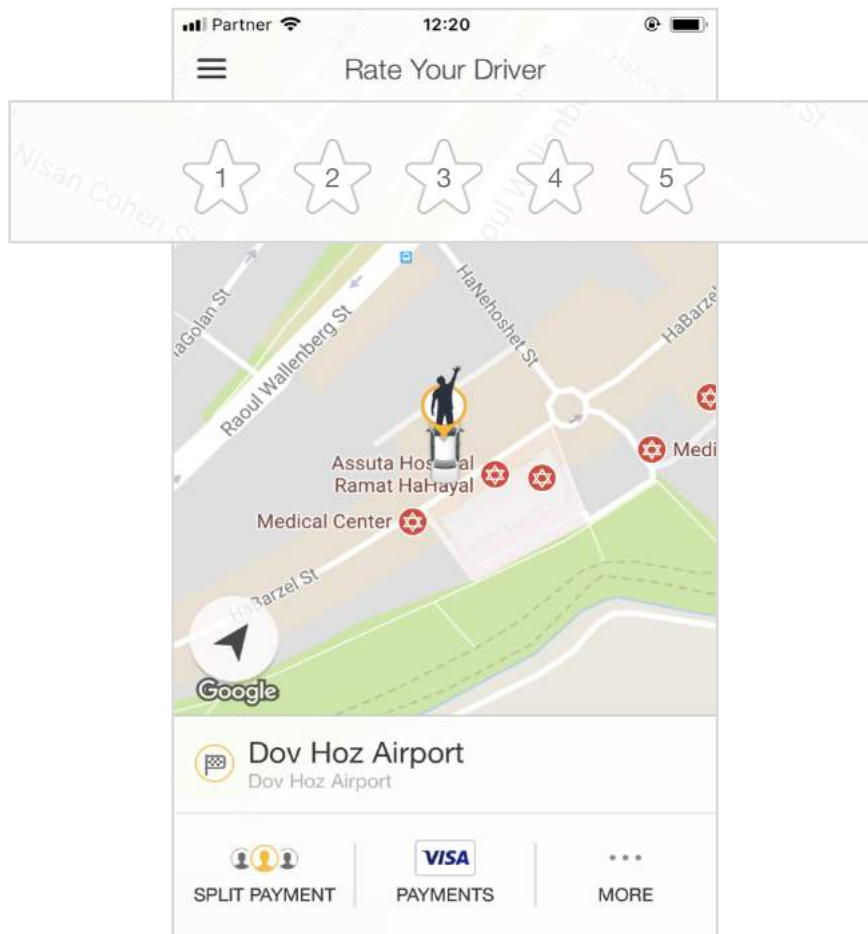 Partner 12:20
Rate Your Driver
1 2 3 4 5
Nisan Cohen St
Raoul Wallenberg
HaGolan St
Raoul Wallenberg St
HaNehoshet St
HaBarzel
Assuta Hospital
Ramat HaHayal
Medi
Medical Center
HaBarzel St
Google
Dov Hoz Airport
Dov Hoz Airport
VISA
SPLIT PAYMENT PAYMENTS MORE